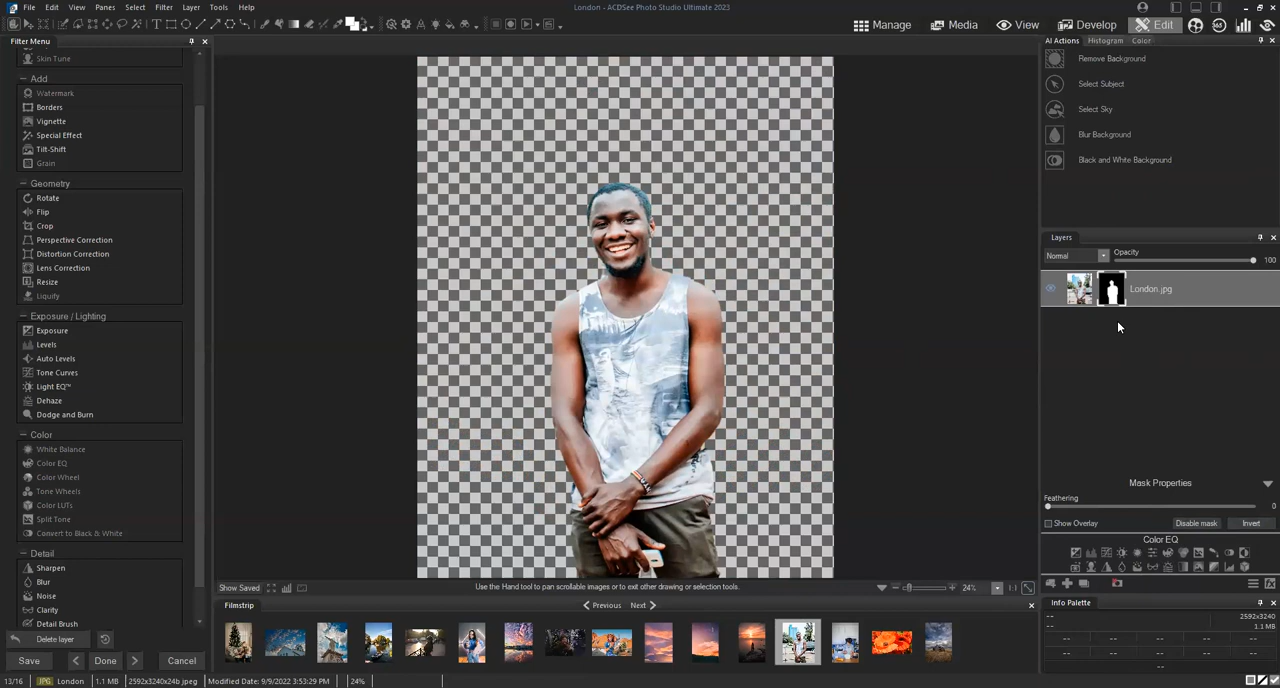 File Edit View Panes Select Filter Layer Tools Help
London - ACDSee Photo Studio Ultimate 2023
Manage Media View Develop Edit 365
Filter Menu
Skin Tune
Add
Watermark
Borders
Vignette
Special Effect
Tilt-Shift
Grain
Geometry
Rotate
Flip
Crop
Perspective Correction
Distortion Correction
Lens Correction
Resize
Liquify
Exposure / Lighting
Exposure
Levels
Auto Levels
Tone Curves
Light EQ™
Dehaze
Dodge and Burn
Color
White Balance
Color EQ
Color Wheel
Tone Wheels
Color LUTs
Split Tone
Convert to Black & White
Detail
Sharpen
Blur
Noise
Clarity
Detail Brush
Delete layer
Save Done Cancel
Show Saved
Use the Hand tool to pan scrollable images or to exit other drawing or selection tools.
24%
1:1
Filmstrip
Previous Next
AI Actions Histogram Color
Remove Background
Select Subject
Select Sky
Blur Background
Black and White Background
Layers
Normal
Opacity
100
London.jpg
Mask Properties
Feathering
0
Show Overlay Disable mask Invert
Color EQ
Info Palette
-- 2592x3240
-- 1.1 MB
-- -- -- --
-- -- -- --
--
13/16 JPG London 1.1 MB 2592x3240x24b jpeg Modified Date: 9/9/2022 3:53:29 PM 24%